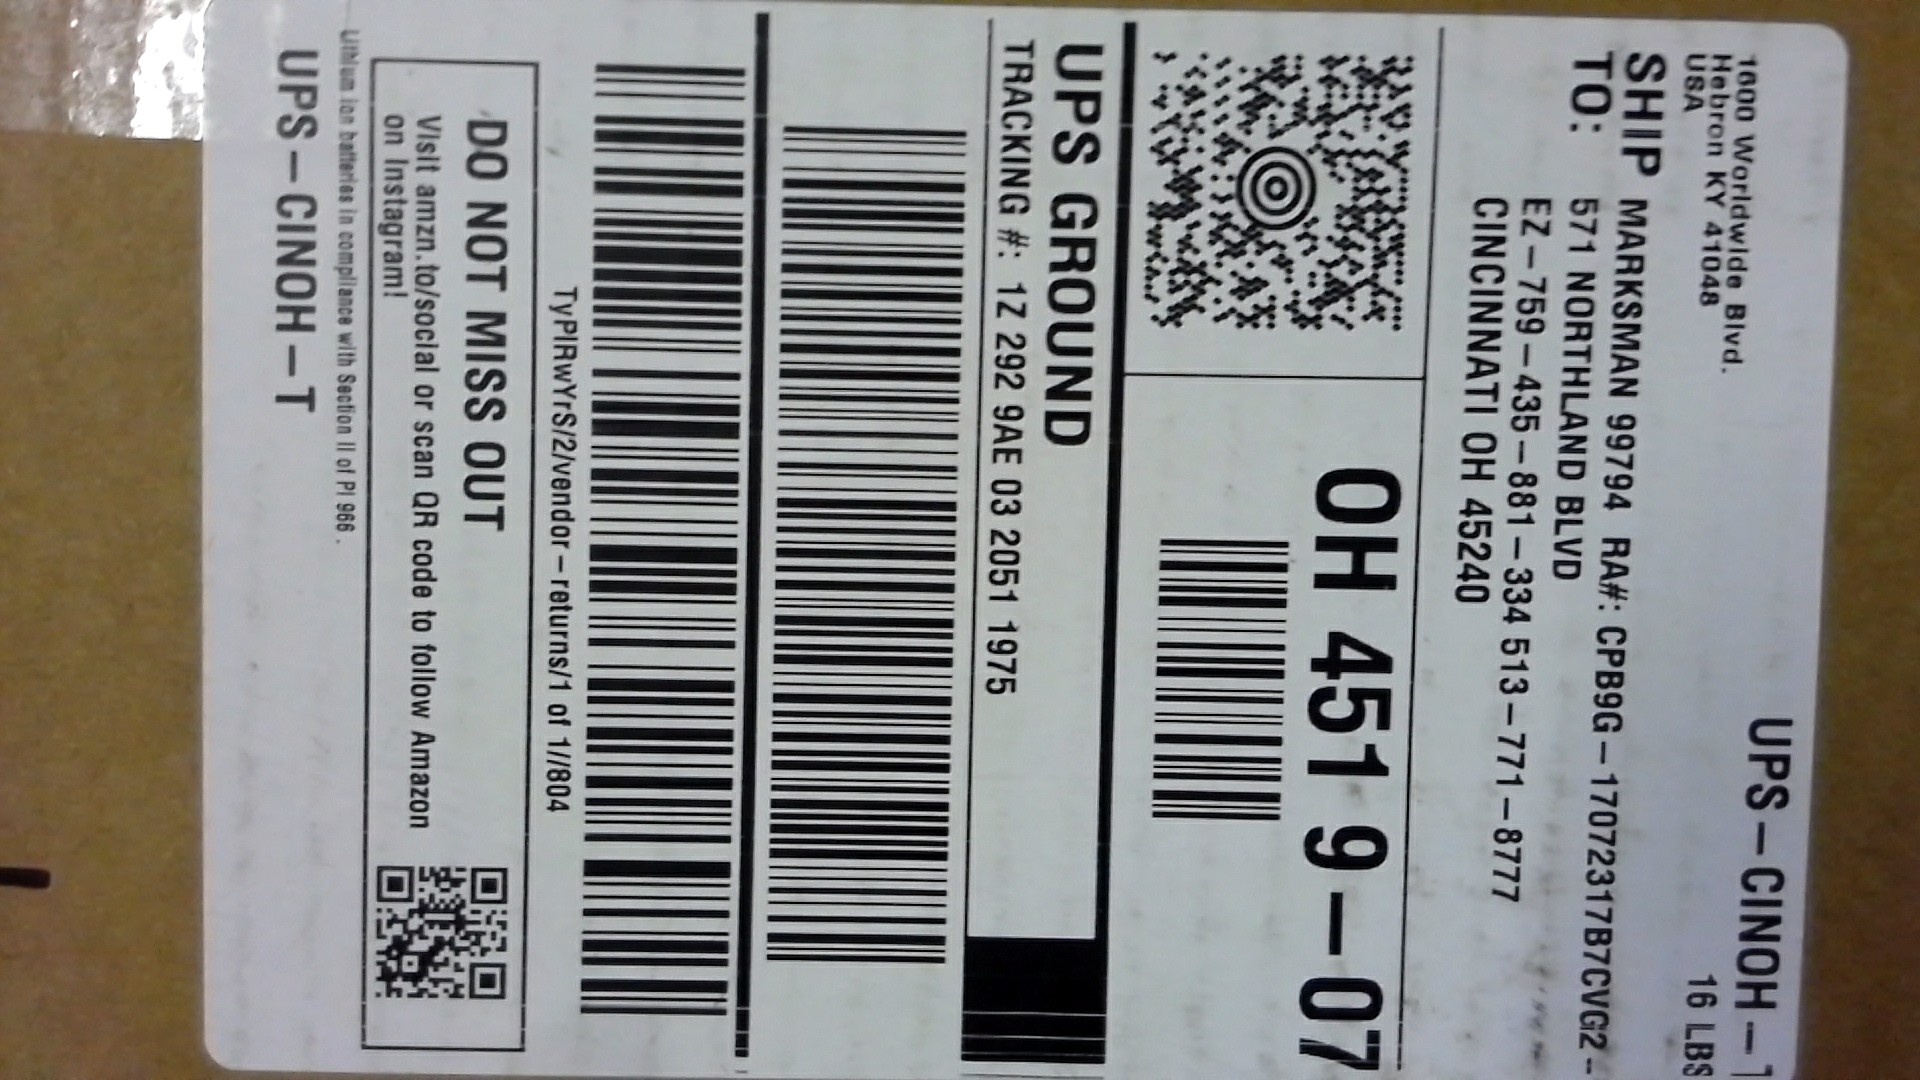 UPS-CINOH-T
1600 Worldwide Blvd.
Hebron KY 41048
USA
16 LBS
SHIP MARKSMAN 99794 RA#: CPB9G-17072317B7CVG2-
TO: 571 NORTHLAND BLVD
EZ-759-435-881-334 513-771-8777
CINCINNATI OH 45240
OH 451 9-07
UPS GROUND
TRACKING #: 1Z 292 9AE 03 2051 1975
TyPlRwYrS/2/vendor-returns/1 of 1//804
DO NOT MISS OUT
Visit amzn.to/social or scan QR code to follow Amazon
on Instagram!
Lithium ion batteries in compliance with Section II of PI 966.
UPS-CINOH-T